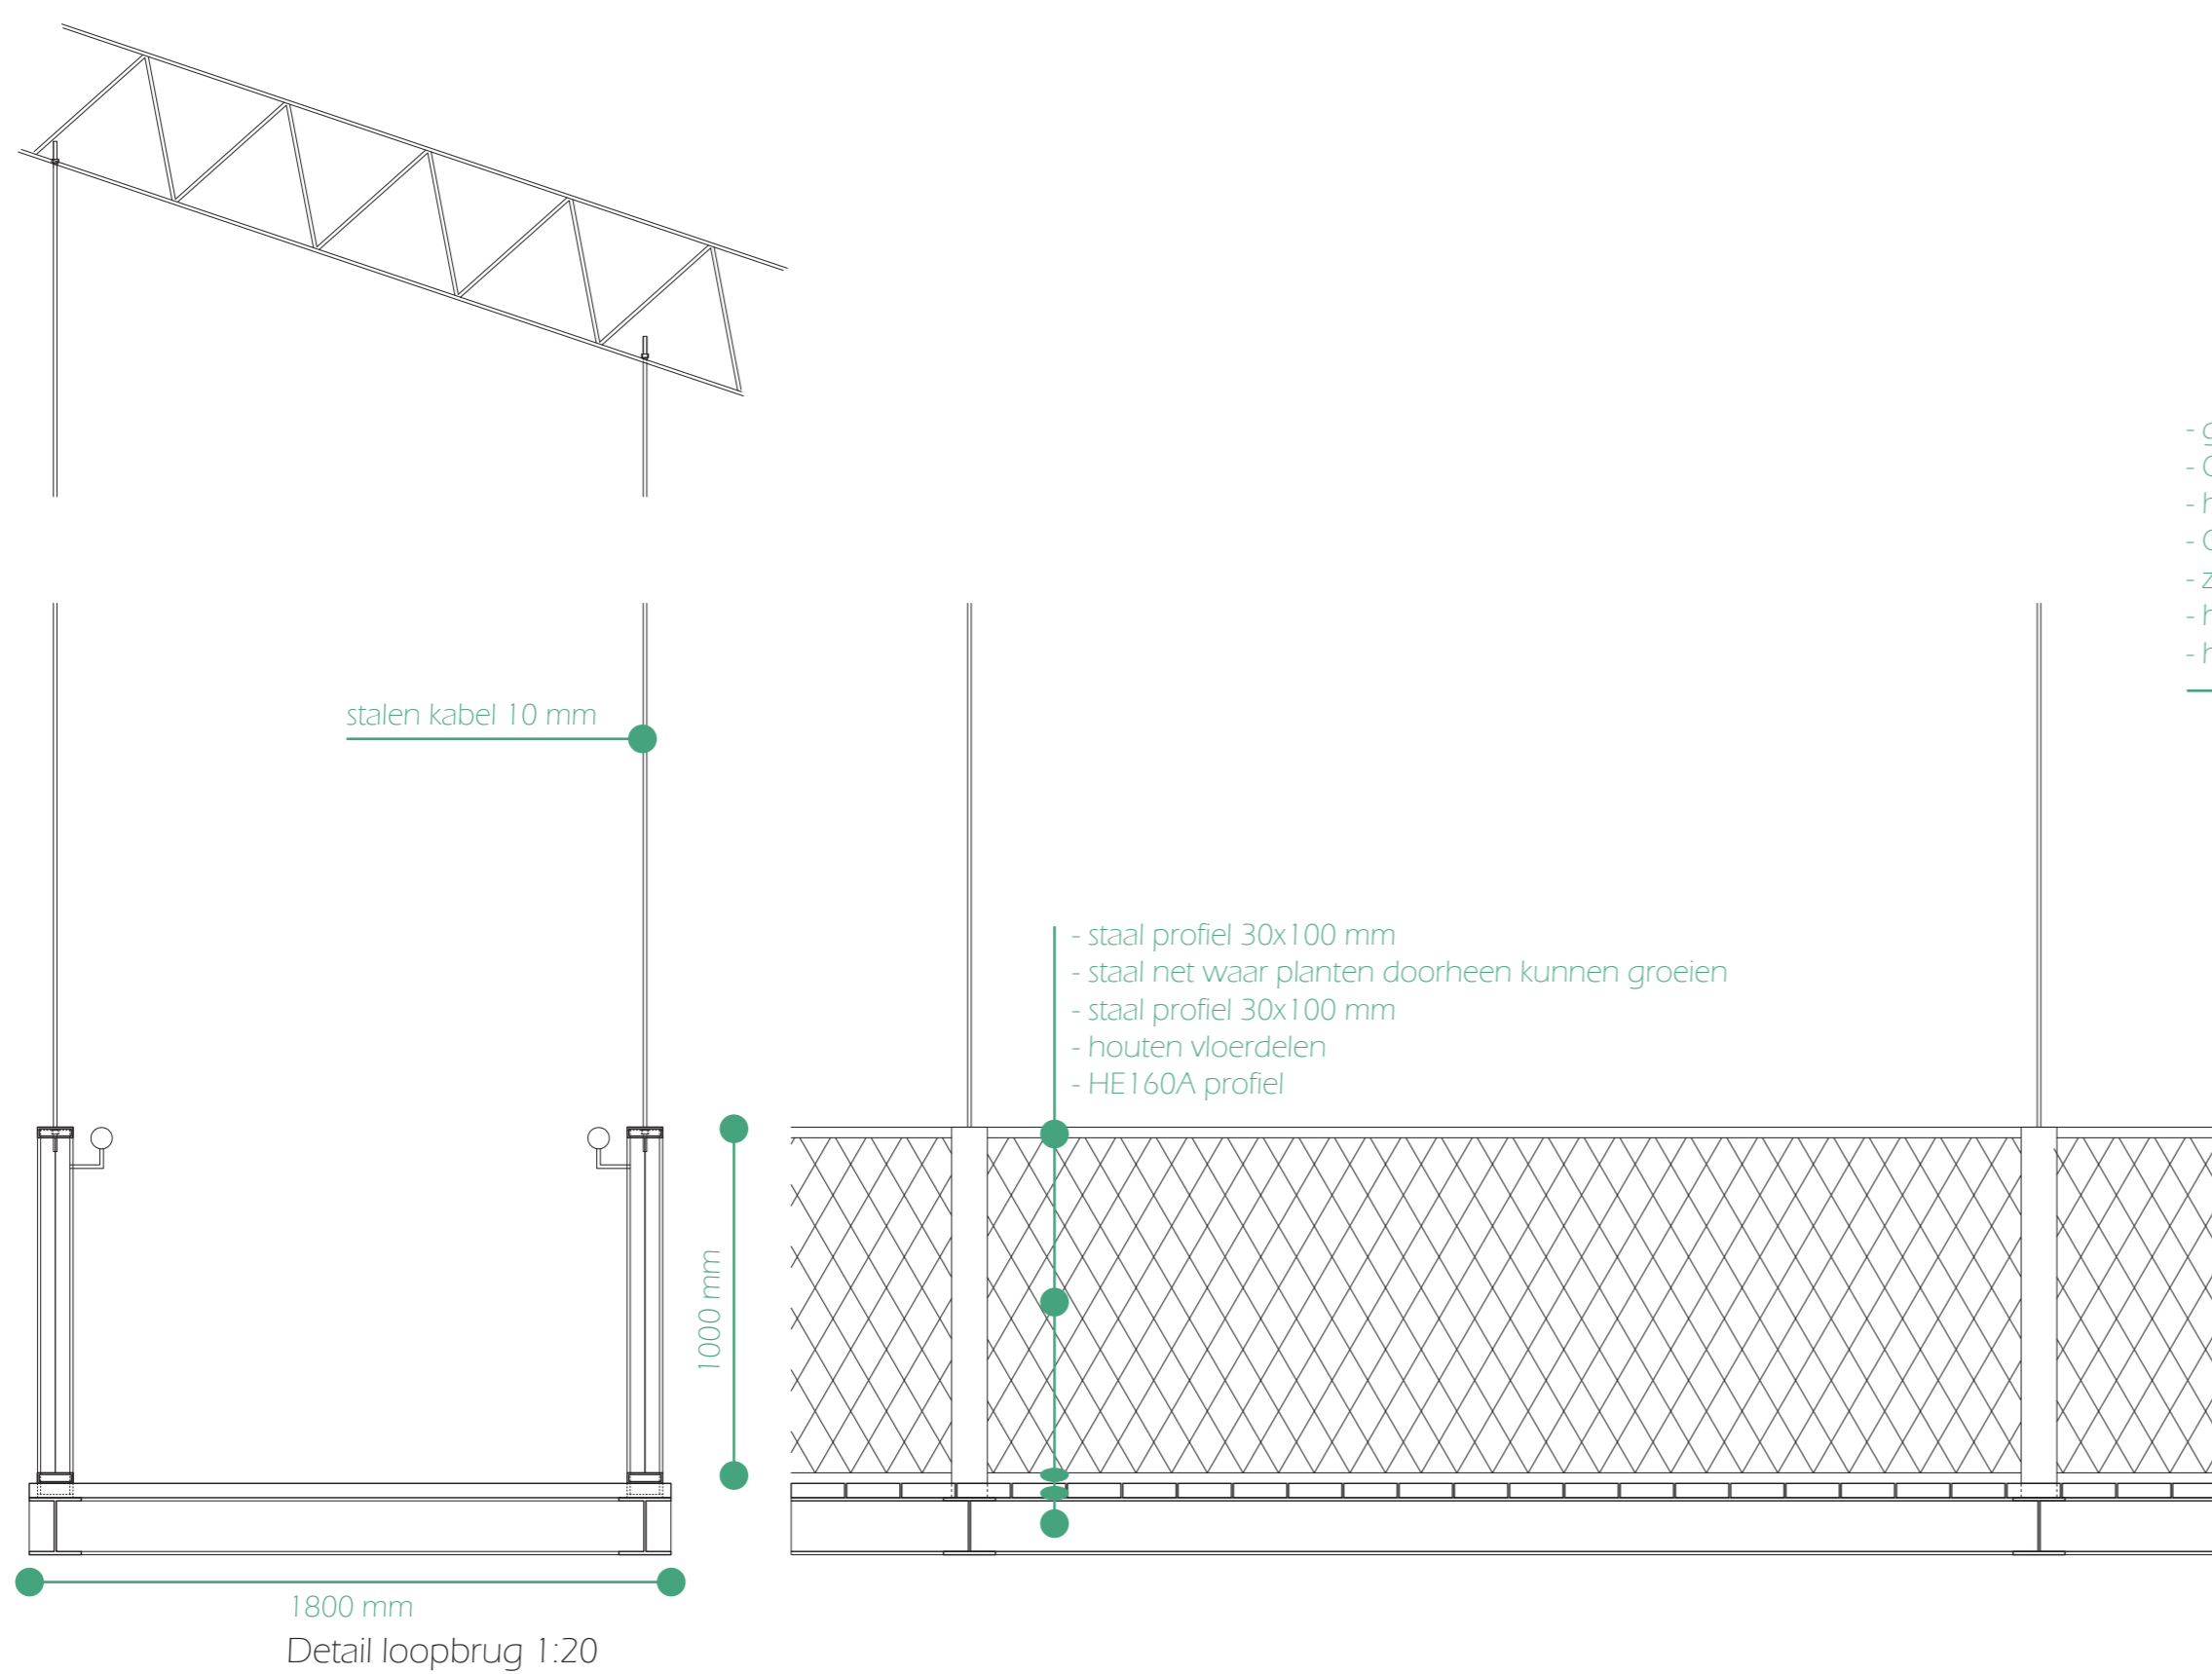 stalen kabel 10 mm
- staal profiel 30x100 mm
- staal net waar planten doorheen kunnen groeien
- staal profiel 30x100 mm
- houten vloerdelen
- HE160A profiel
1000 mm
1800 mm
Detail loopbrug 1:20